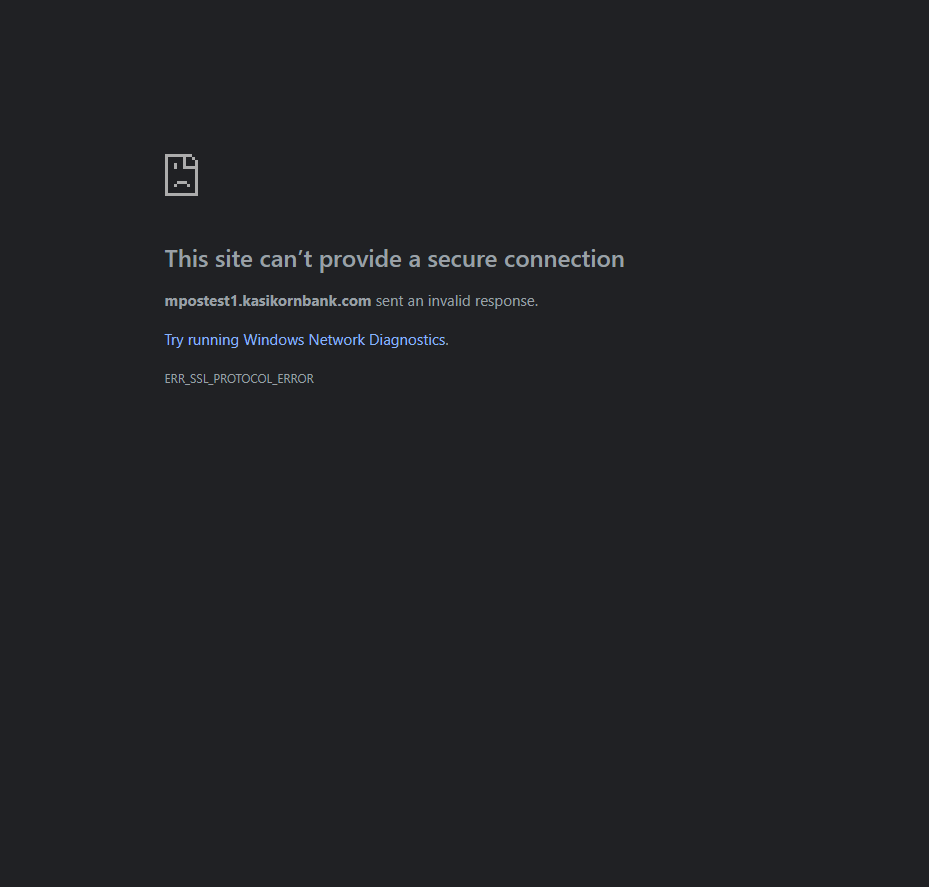 This site can’t provide a secure connection
mpostest1.kasikornbank.com sent an invalid response.
Try running Windows Network Diagnostics.
ERR_SSL_PROTOCOL_ERROR